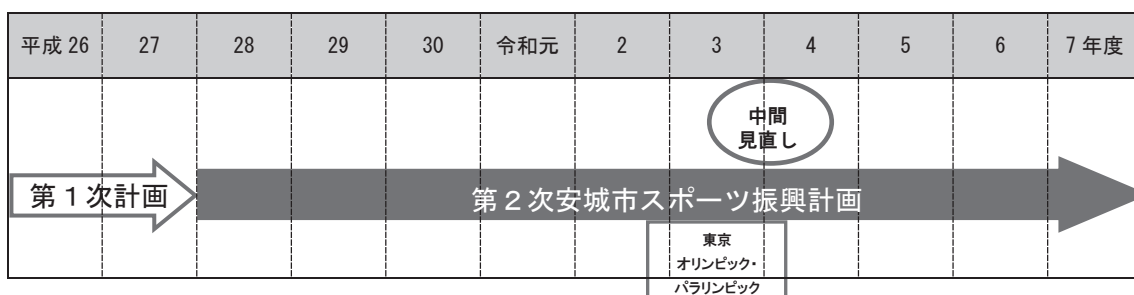 平成 26 27 28 29 30 令和元 2 3 4 5 6 7 年度
中間
見直し
第１次計画
第２次安城市スポーツ振興計画
東京
オリンピック・
パラリンピック